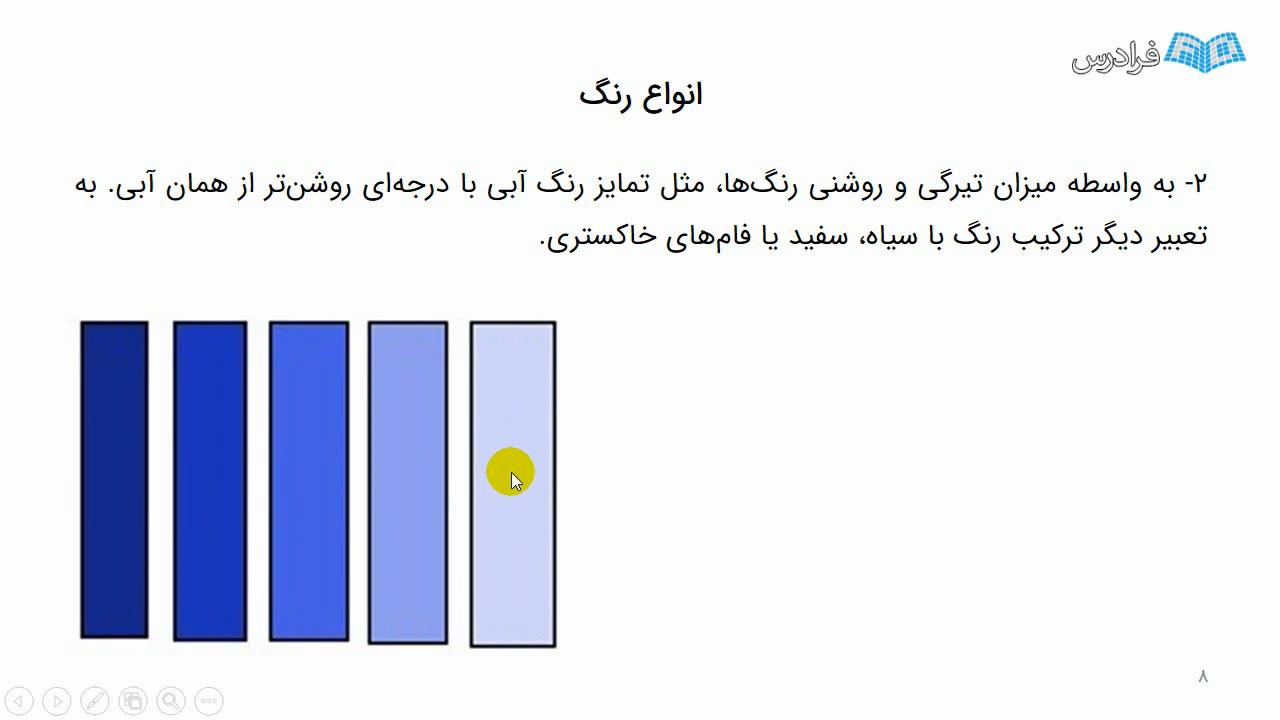 فرادرس
انواع رنگ
۲- به واسطه میزان تیرگی و روشنی رنگ‌ها، مثل تمایز رنگ آبی با درجه‌ای روشن‌تر از همان آبی. به
تعبیر دیگر ترکیب رنگ با سیاه، سفید یا فام‌های خاکستری.
۸